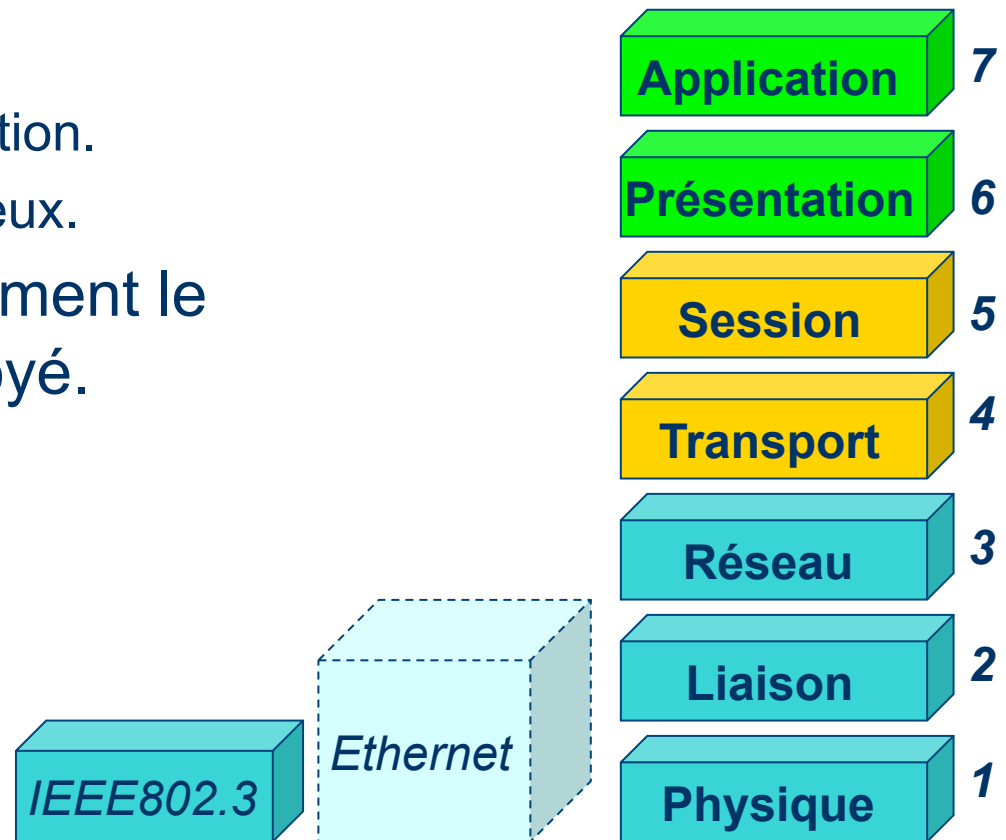 tion.
eux.
ment le
oyé.
Application 7
Présentation 6
Session 5
Transport 4
Réseau 3
Liaison 2
Physique 1
Ethernet
IEEE802.3